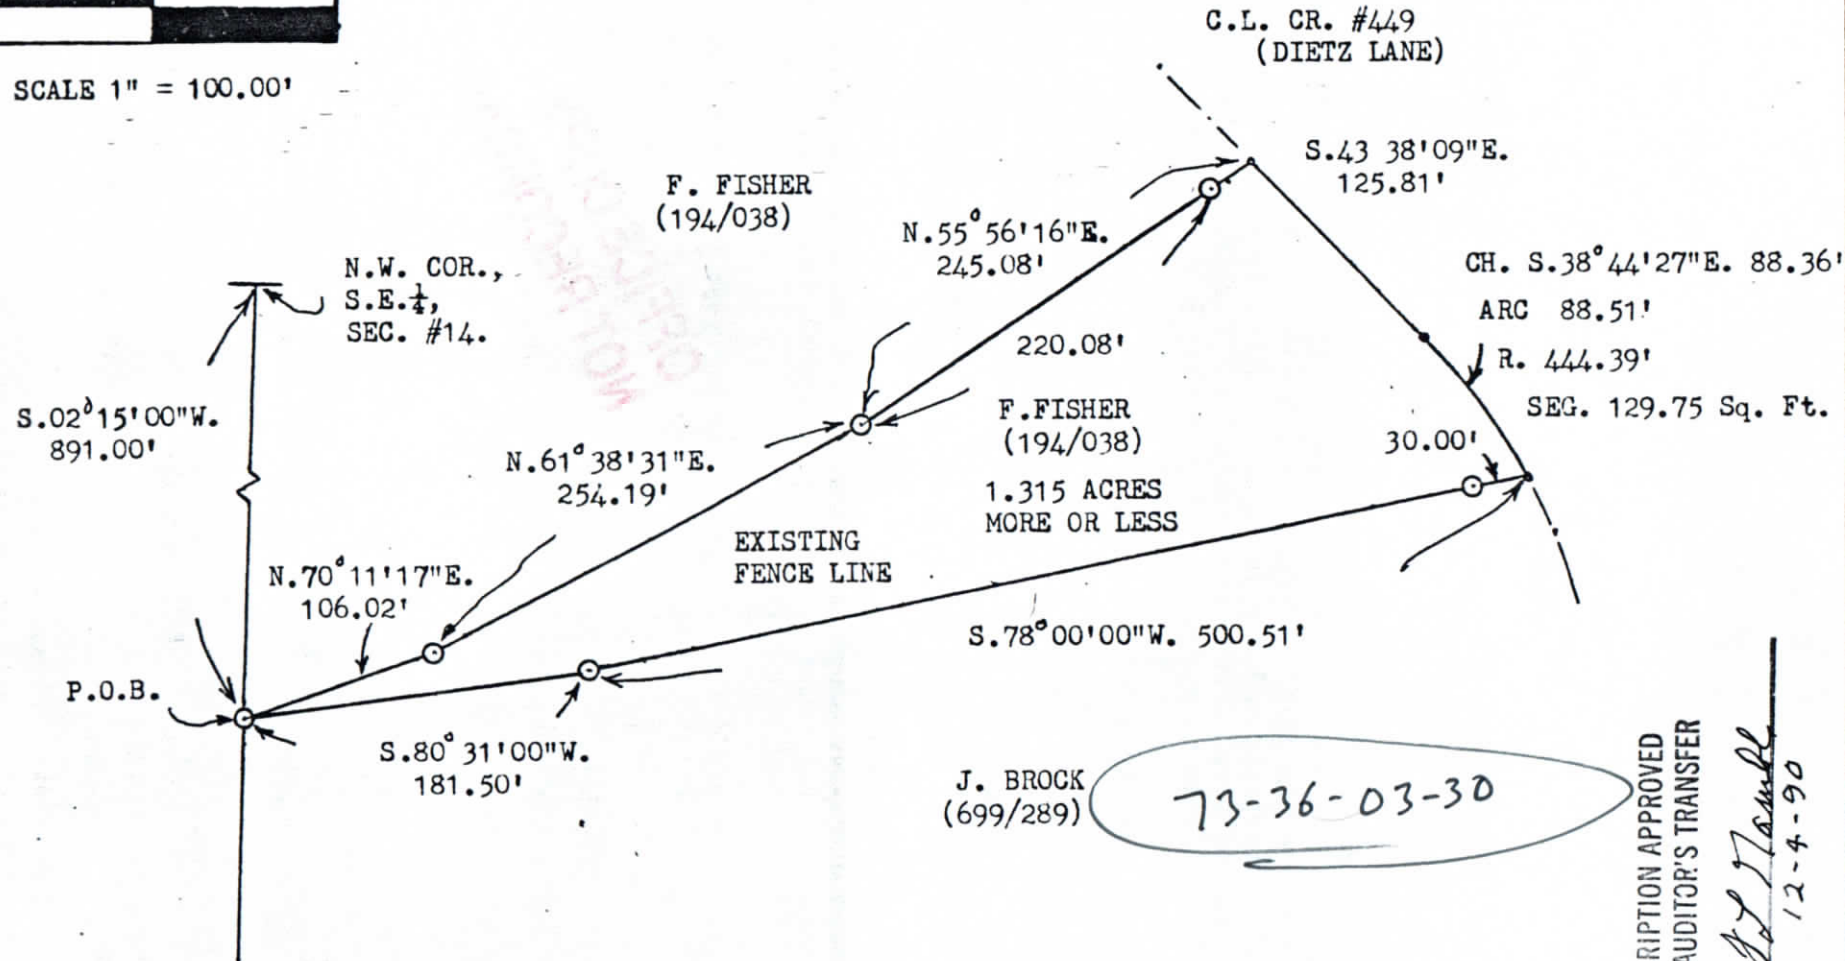 SCALE 1" = 100.00'
C.L. CR. #449
(DIETZ LANE)
S.43 38'09"E.
125.81'
F. FISHER
(194/038)
N.55°56'16"E.
245.08'
N.W. COR.,
S.E.¼,
SEC. #14.
CH. S.38°44'27"E. 88.36'
ARC 88.51'
R. 444.39'
SEG. 129.75 Sq. Ft.
220.08'
S.02°15'00"W.
891.00'
F.FISHER
(194/038)
30.00'
N.61°38'31"E.
254.19'
1.315 ACRES
MORE OR LESS
EXISTING
FENCE LINE
N.70°11'17"E.
106.02'
S.78°00'00"W. 500.51'
P.O.B.
S.80°31'00"W.
181.50'
J. BROCK
(699/289)
73-36-03-30
RIPTION APPROVED
AUDITOR'S TRANSFER
12-4-90